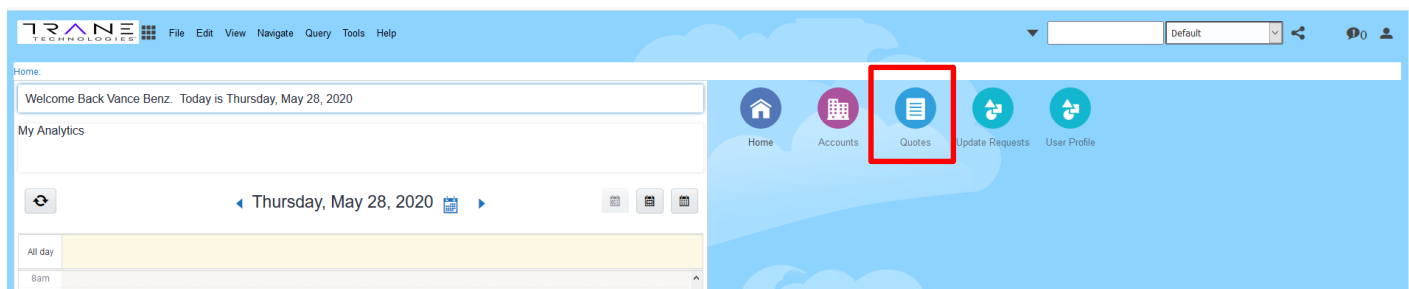 TRANE
TECHNOLOGIES
File Edit View Navigate Query Tools Help
Default
0
Home:
Welcome Back Vance Benz. Today is Thursday, May 28, 2020
My Analytics
Home Accounts Quotes Update Requests User Profile
Thursday, May 28, 2020
All day
8am